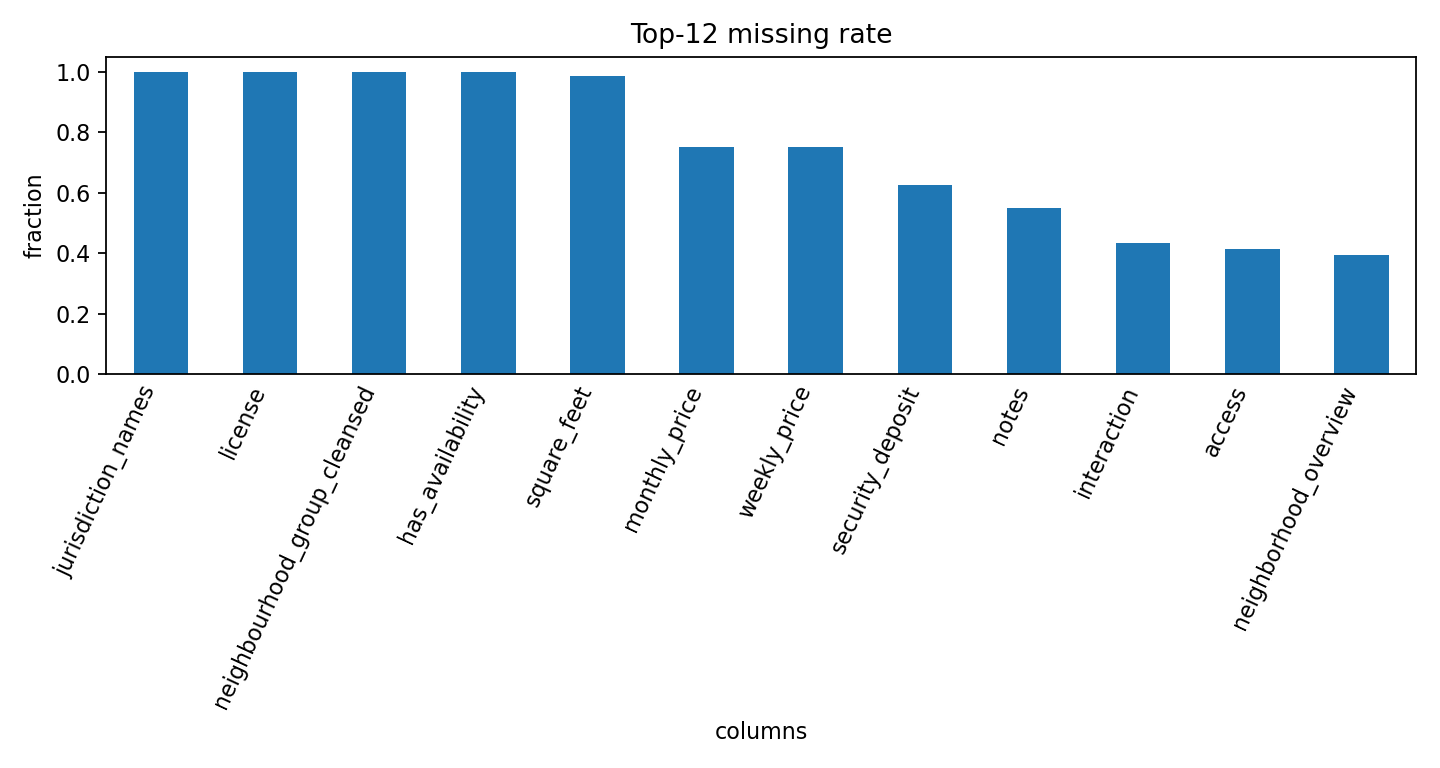 Top-12 missing rate
fraction
1.0
0.8
0.6
0.4
0.2
0.0
jurisdiction_names
license
neighbourhood_group_cleansed
has_availability
square_feet
monthly_price
weekly_price
security_deposit
notes
interaction
access
neighborhood_overview
columns